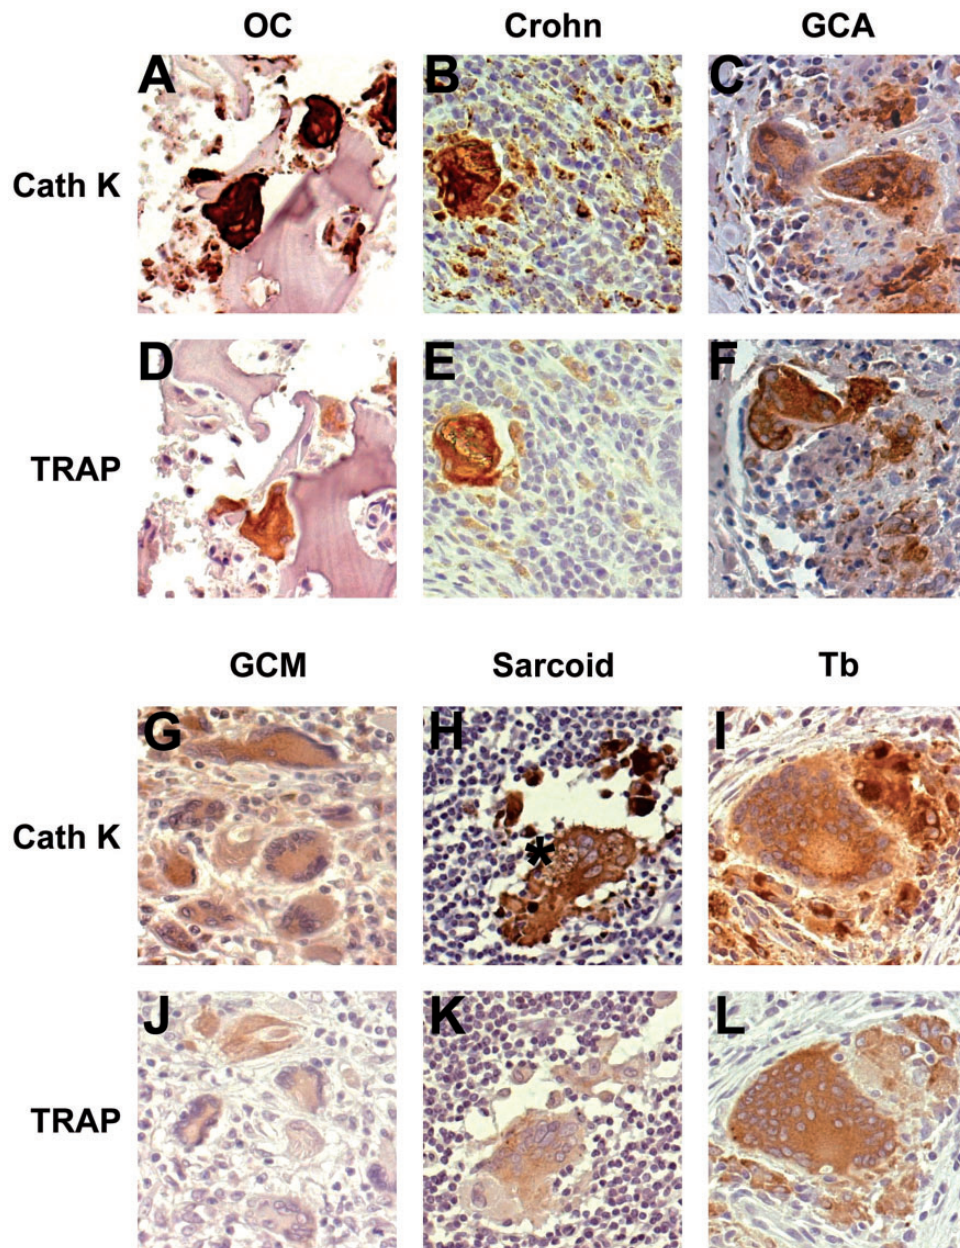 OC Crohn GCA
A B C
Cath K
D E F
TRAP
GCM Sarcoid Tb
G H I
Cath K
*
J K L
TRAP